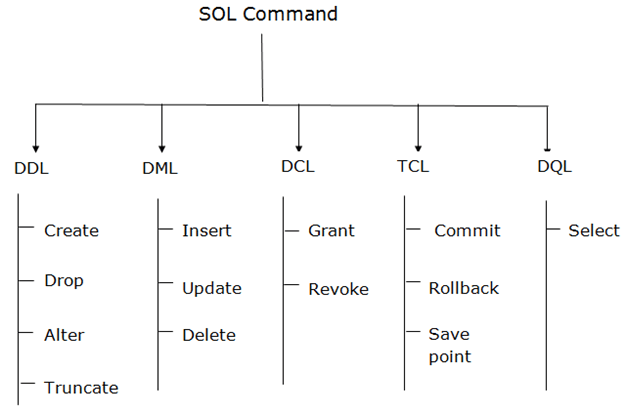 SOL Command
DDL
DML
DCL
TCL
DQL
Create
Drop
Alter
Truncate
Insert
Update
Delete
Grant
Revoke
Commit
Rollback
Save
point
Select